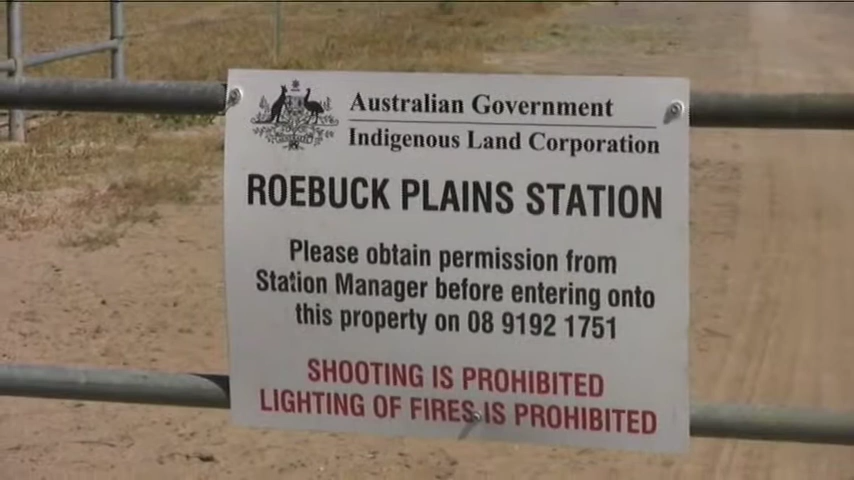 Australian Government
Indigenous Land Corporation
ROEBUCK PLAINS STATION
Please obtain permission from
Station Manager before entering onto
this property on 08 9192 1751
SHOOTING IS PROHIBITED
LIGHTING OF FIRES IS PROHIBITED